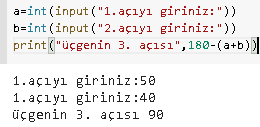 a=int(input("1.açıyı giriniz:"))
b=int(input("2.açıyı giriniz:"))
print("üçgenin 3. açısı",180-(a+b))
1.açıyı giriniz:50
1.açıyı giriniz:40
üçgenin 3. açısı 90